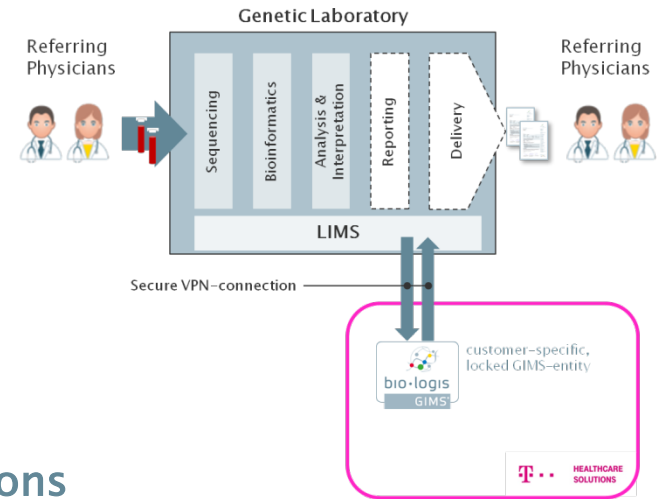 Genetic Laboratory
Referring
Physicians
Referring
Physicians
Sequencing
Bioinformatics
Analysis &
Interpretation
Reporting
Delivery
LIMS
Secure VPN-connection
customer-specific,
locked GIMS-entity
bio•logis
GIMS
T
HEALTHCARE
SOLUTIONS
ons